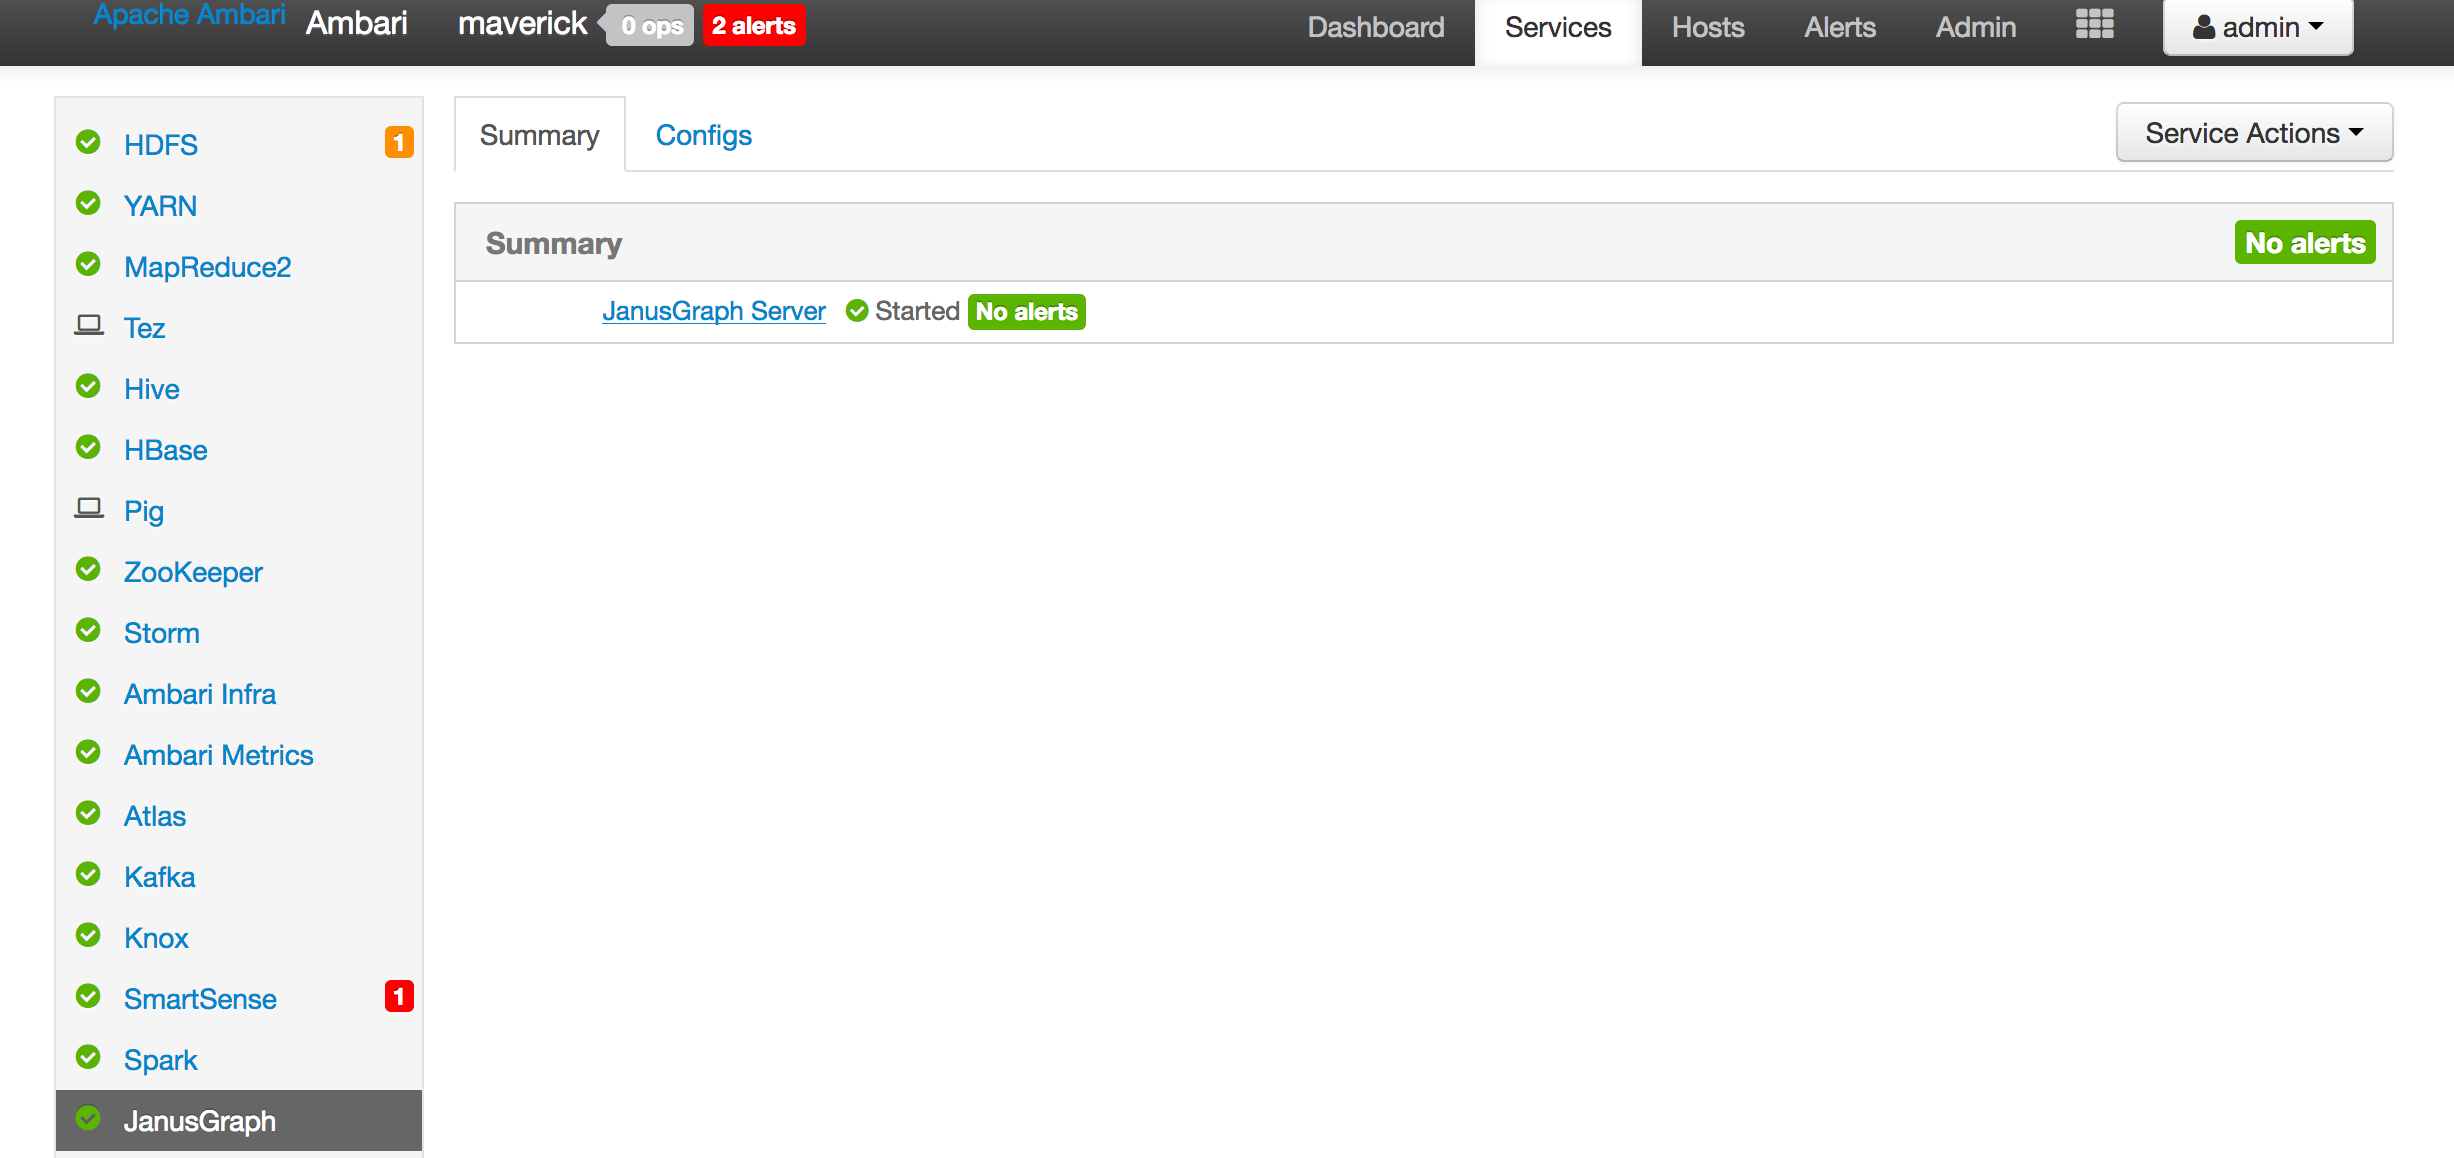 Apache Ambari Ambari maverick 0 ops 2 alerts Dashboard Services Hosts Alerts Admin admin
HDFS 1
YARN
MapReduce2
Tez
Hive
HBase
Pig
ZooKeeper
Storm
Ambari Infra
Ambari Metrics
Atlas
Kafka
Knox
SmartSense 1
Spark
JanusGraph
Summary Configs Service Actions
Summary No alerts
JanusGraph Server Started No alerts